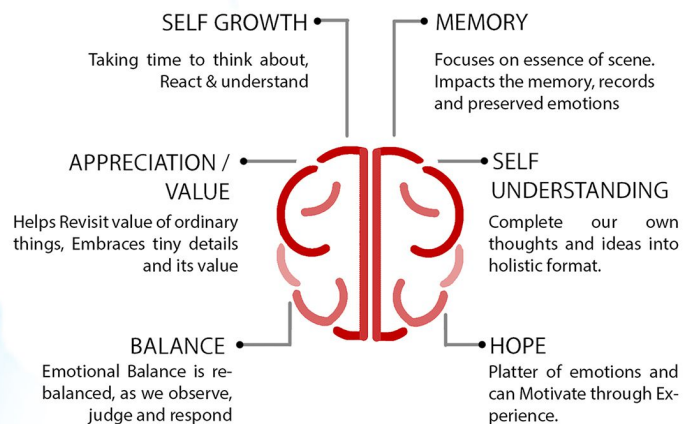 SELF GROWTH
Taking time to think about,
React & understand
APPRECIATION /
VALUE
Helps Revisit value of ordinary
things, Embraces tiny details
and its value
BALANCE
Emotional Balance is re-
balanced, as we observe,
judge and respond
MEMORY
Focuses on essence of scene.
Impacts the memory, records
and preserved emotions
SELF
UNDERSTANDING
Complete our own
thoughts and ideas into
holistic format.
HOPE
Platter of emotions and
can Motivate through Ex-
perience.